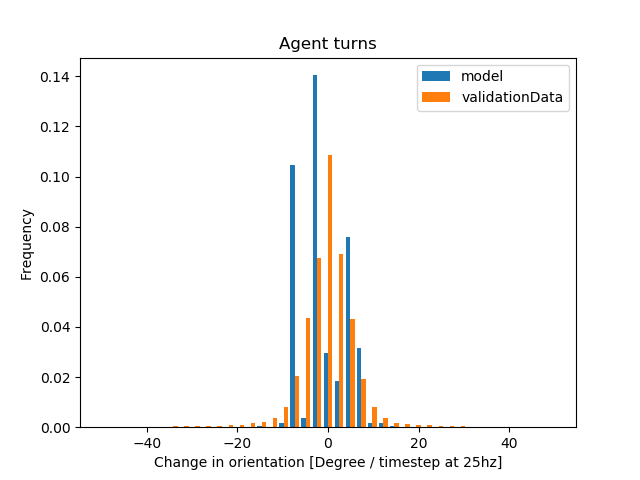 Agent turns
model
validationData
Frequency
0.14
0.12
0.10
0.08
0.06
0.04
0.02
0.00
−40
−20
0
20
40
Change in orientation [Degree / timestep at 25hz]